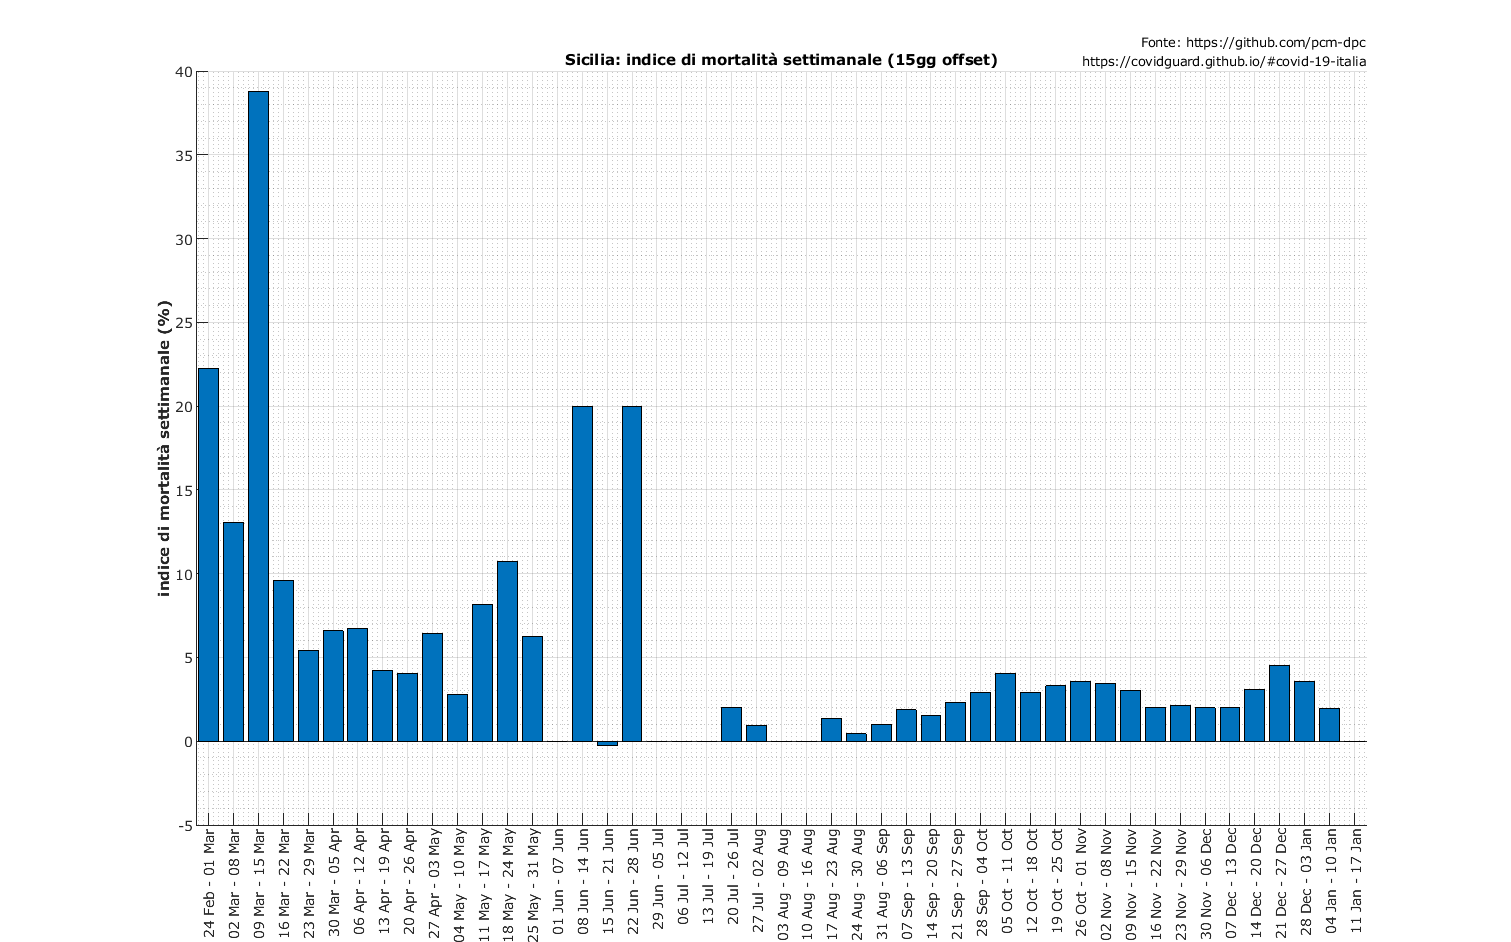 Fonte: https://github.com/pcm-dpc
Sicilia: indice di mortalità settimanale (15gg offset)
https://covidguard.github.io/#covid-19-italia
indice di mortalità settimanale (%)
40
35
30
25
20
15
10
5
0
-5
24 Feb - 01 Mar
02 Mar - 08 Mar
09 Mar - 15 Mar
16 Mar - 22 Mar
23 Mar - 29 Mar
30 Mar - 05 Apr
06 Apr - 12 Apr
13 Apr - 19 Apr
20 Apr - 26 Apr
27 Apr - 03 May
04 May - 10 May
11 May - 17 May
18 May - 24 May
25 May - 31 May
01 Jun - 07 Jun
08 Jun - 14 Jun
15 Jun - 21 Jun
22 Jun - 28 Jun
29 Jun - 05 Jul
06 Jul - 12 Jul
13 Jul - 19 Jul
20 Jul - 26 Jul
27 Jul - 02 Aug
03 Aug - 09 Aug
10 Aug - 16 Aug
17 Aug - 23 Aug
24 Aug - 30 Aug
31 Aug - 06 Sep
07 Sep - 13 Sep
14 Sep - 20 Sep
21 Sep - 27 Sep
28 Sep - 04 Oct
05 Oct - 11 Oct
12 Oct - 18 Oct
19 Oct - 25 Oct
26 Oct - 01 Nov
02 Nov - 08 Nov
09 Nov - 15 Nov
16 Nov - 22 Nov
23 Nov - 29 Nov
30 Nov - 06 Dec
07 Dec - 13 Dec
14 Dec - 20 Dec
21 Dec - 27 Dec
28 Dec - 03 Jan
04 Jan - 10 Jan
11 Jan - 17 Jan